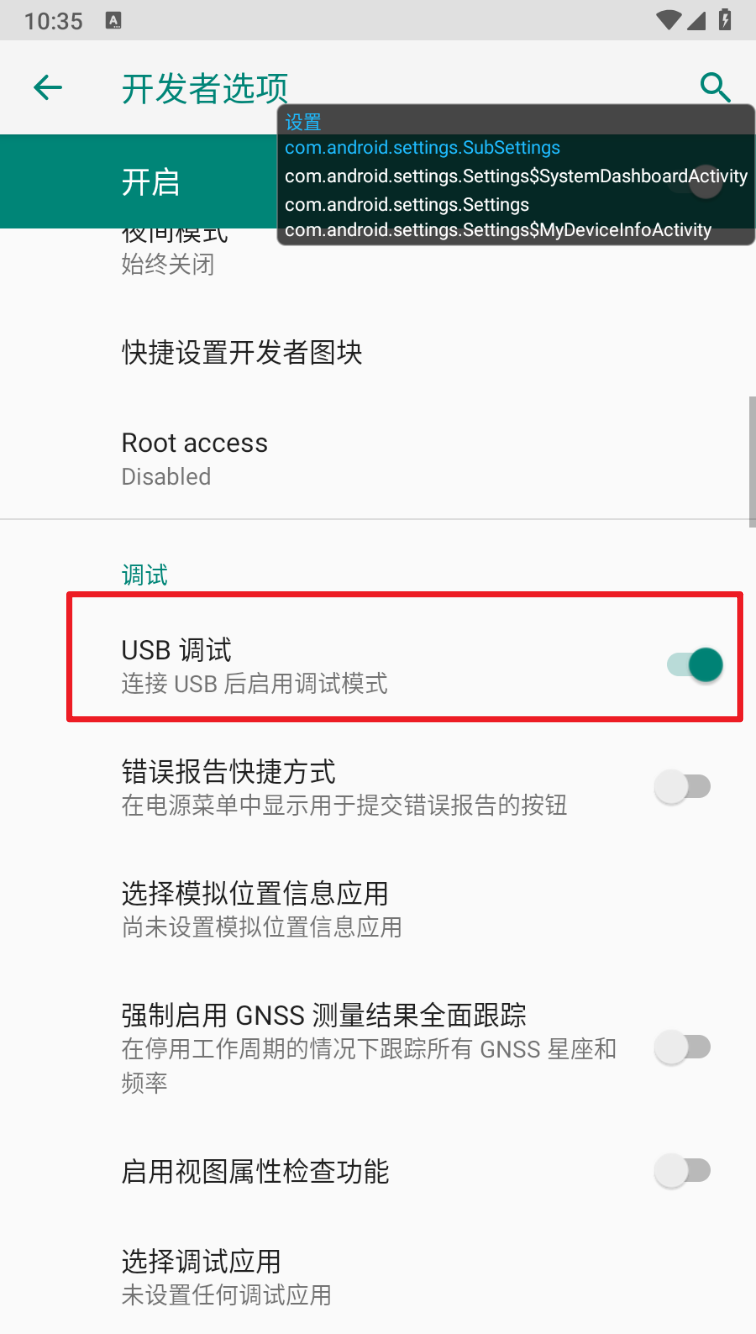 10:35
A
开发者选项
设置
com.android.settings.SubSettings
开启
com.android.settings.Settings$SystemDashboardActivity
com.android.settings.Settings
com.android.settings.Settings$MyDeviceInfoActivity
夜间模式
始终关闭
快捷设置开发者图块
Root access
Disabled
调试
USB 调试
连接 USB 后启用调试模式
错误报告快捷方式
在电源菜单中显示用于提交错误报告的按钮
选择模拟位置信息应用
尚未设置模拟位置信息应用
强制启用 GNSS 测量结果全面跟踪
在停用工作周期的情况下跟踪所有 GNSS 星座和
频率
启用视图属性检查功能
选择调试应用
未设置任何调试应用